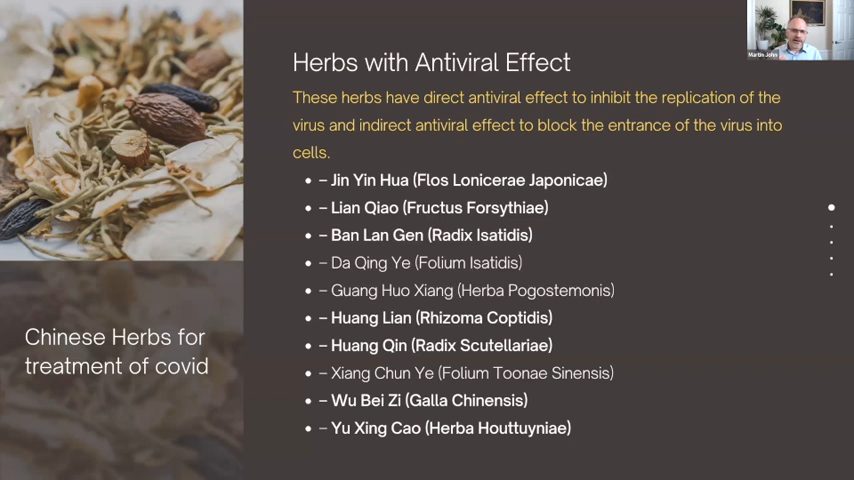 Martin John
Herbs with Antiviral Effect
These herbs have direct antiviral effect to inhibit the replication of the
virus and indirect antiviral effect to block the entrance of the virus into
cells.
• – Jin Yin Hua (Flos Lonicerae Japonicae)
• – Lian Qiao (Fructus Forsythiae)
• – Ban Lan Gen (Radix Isatidis)
• – Da Qing Ye (Folium Isatidis)
• – Guang Huo Xiang (Herba Pogostemonis)
• – Huang Lian (Rhizoma Coptidis)
• – Huang Qin (Radix Scutellariae)
• – Xiang Chun Ye (Folium Toonae Sinensis)
• – Wu Bei Zi (Galla Chinensis)
• – Yu Xing Cao (Herba Houttuyniae)
Chinese Herbs for
treatment of covid